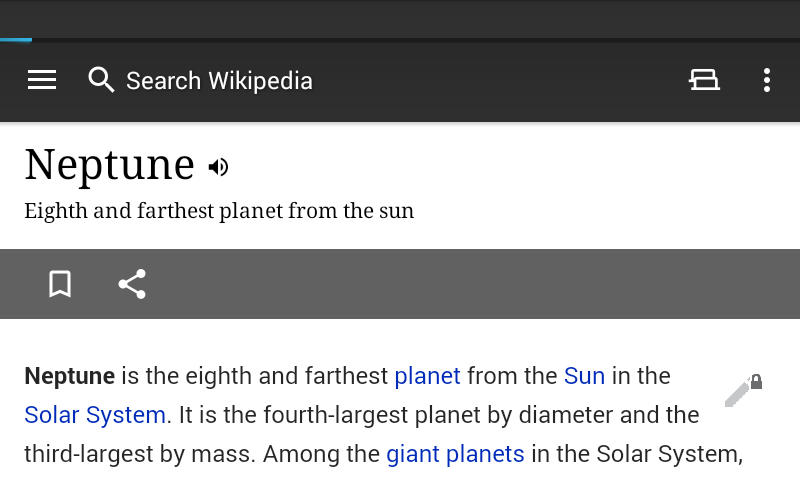 Search Wikipedia
Neptune
Eighth and farthest planet from the sun
Neptune is the eighth and farthest planet from the Sun in the
Solar System. It is the fourth-largest planet by diameter and the
third-largest by mass. Among the giant planets in the Solar System,